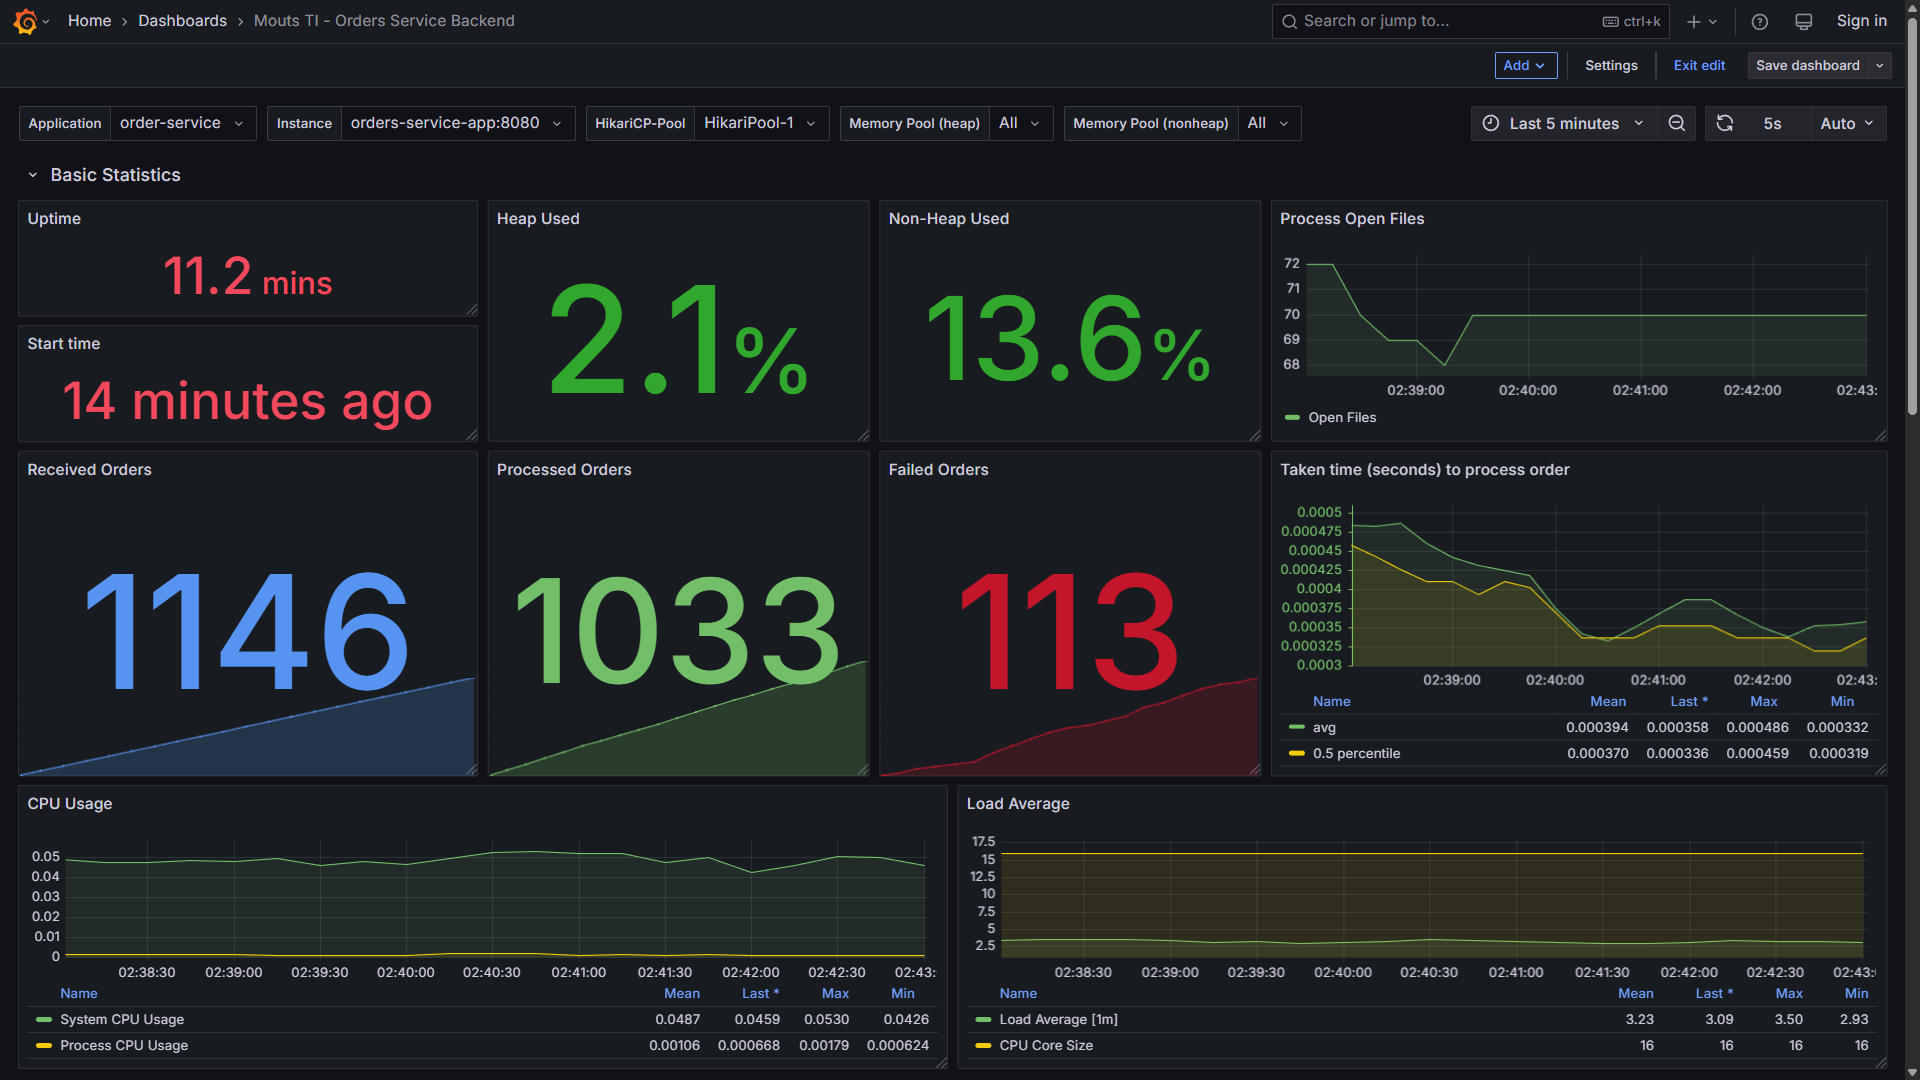 Home › Dashboards › Mouts TI - Orders Service Backend
Search or jump to... ctrl+k
Sign in
Add
Settings
Exit edit
Save dashboard
Application order-service
Instance orders-service-app:8080
HikariCP-Pool HikariPool-1
Memory Pool (heap) All
Memory Pool (nonheap) All
Last 5 minutes
5s
Auto
Basic Statistics
Uptime
11.2 mins
Start time
14 minutes ago
Heap Used
2.1%
Non-Heap Used
13.6%
Process Open Files
72
71
70
69
68
02:39:00 02:40:00 02:41:00 02:42:00 02:43:
Open Files
Received Orders
1146
Processed Orders
1033
Failed Orders
113
Taken time (seconds) to process order
0.0005
0.000475
0.00045
0.000425
0.0004
0.000375
0.00035
0.000325
0.0003
02:39:00 02:40:00 02:41:00 02:42:00 02:43:
Name Mean Last * Max Min
avg 0.000394 0.000358 0.000486 0.000332
0.5 percentile 0.000370 0.000336 0.000459 0.000319
CPU Usage
0.05
0.04
0.03
0.02
0.01
0
02:38:30 02:39:00 02:39:30 02:40:00 02:40:30 02:41:00 02:41:30 02:42:00 02:42:30 02:43:
Name Mean Last * Max Min
System CPU Usage 0.0487 0.0459 0.0530 0.0426
Process CPU Usage 0.00106 0.000668 0.00179 0.000624
Load Average
17.5
15
12.5
10
7.5
5
2.5
02:38:30 02:39:00 02:39:30 02:40:00 02:40:30 02:41:00 02:41:30 02:42:00 02:42:30 02:43:
Name Mean Last * Max Min
Load Average [1m] 3.23 3.09 3.50 2.93
CPU Core Size 16 16 16 16